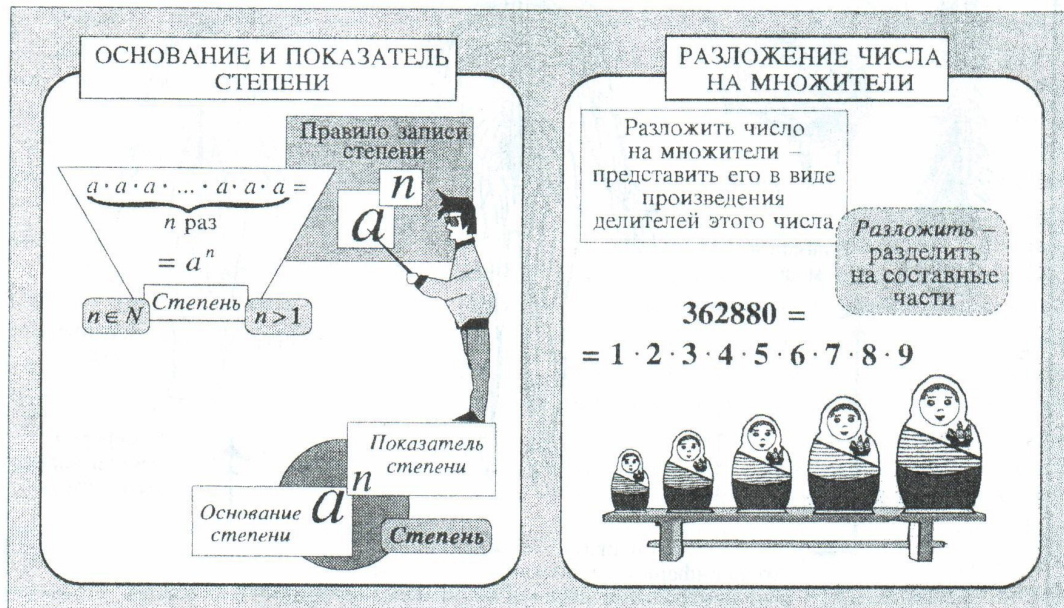 ОСНОВАНИЕ И ПОКАЗАТЕЛЬ
СТЕПЕНИ
Правило записи
степени
a n
a · a · a · ... · a · a · a =
n раз
= aⁿ
Степень
n ∈ N
n > 1
Показатель
степени
aⁿ
Основание
степени
Степень
РАЗЛОЖЕНИЕ ЧИСЛА
НА МНОЖИТЕЛИ
Разложить число
на множители –
представить его в виде
произведения
делителей этого числа
Разложить –
разделить
на составные
части
362880 =
= 1 · 2 · 3 · 4 · 5 · 6 · 7 · 8 · 9